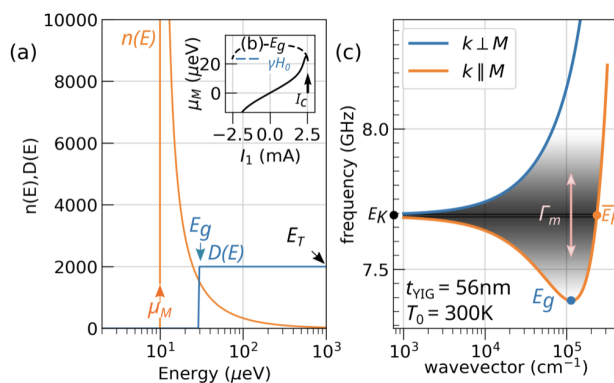 (a)
n(E),D(E)
10000
8000
6000
4000
2000
0
n(E)
Eg
D(E)
ET
μM
10¹
10²
10³
Energy (μeV)
(b)
Eg
γH₀
μM (μeV)
20
0
Ic
−2.5
0.0
2.5
I₁ (mA)
(c)
k ⊥ M
k ∥ M
frequency (GHz)
8.0
7.5
EK
Γm
Eg
tYIG = 56nm
T₀ = 300K
10³
10⁴
10⁵
wavevector (cm⁻¹)